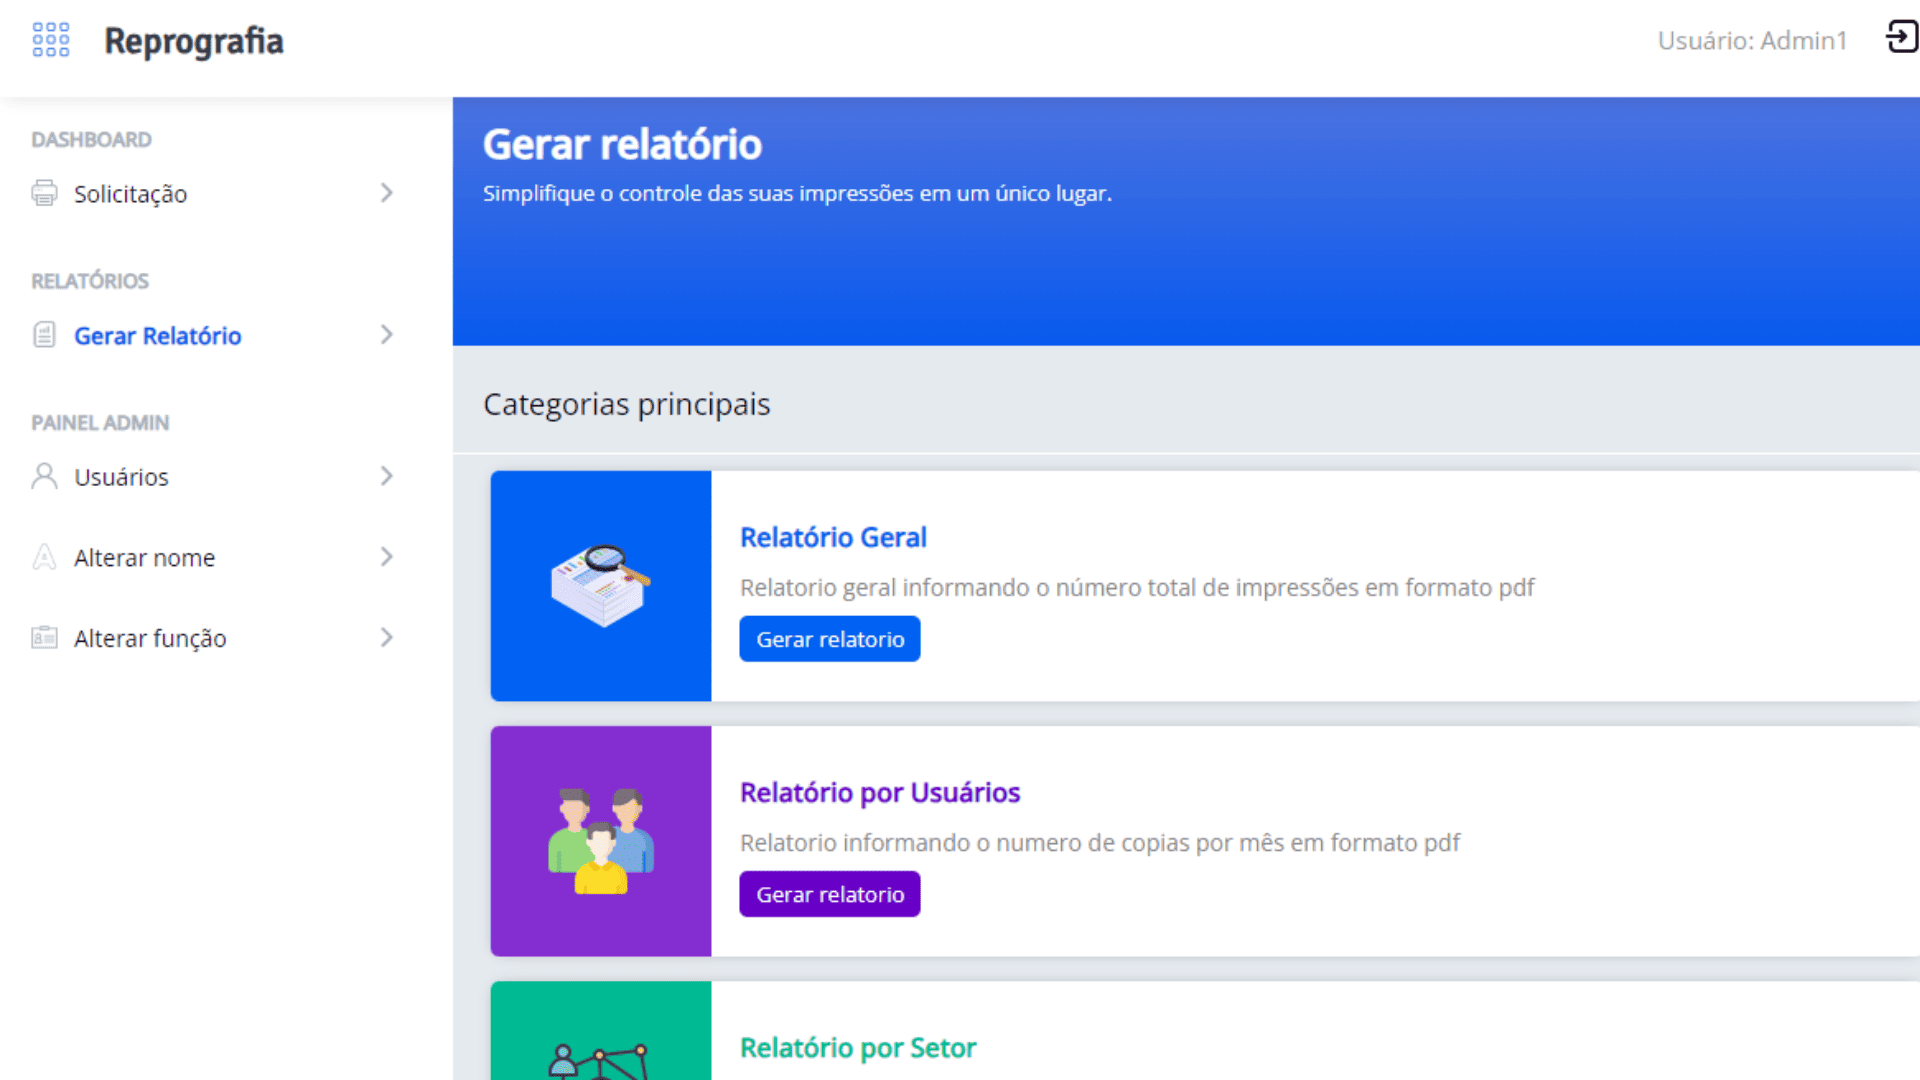 Reprografia
Usuário: Admin1
DASHBOARD
Solicitação
RELATÓRIOS
Gerar Relatório
PAINEL ADMIN
Usuários
Alterar nome
Alterar função
Gerar relatório
Simplifique o controle das suas impressões em um único lugar.
Categorias principais
Relatório Geral
Relatorio geral informando o número total de impressões em formato pdf
Gerar relatorio
Relatório por Usuários
Relatorio informando o numero de copias por mês em formato pdf
Gerar relatorio
Relatório por Setor